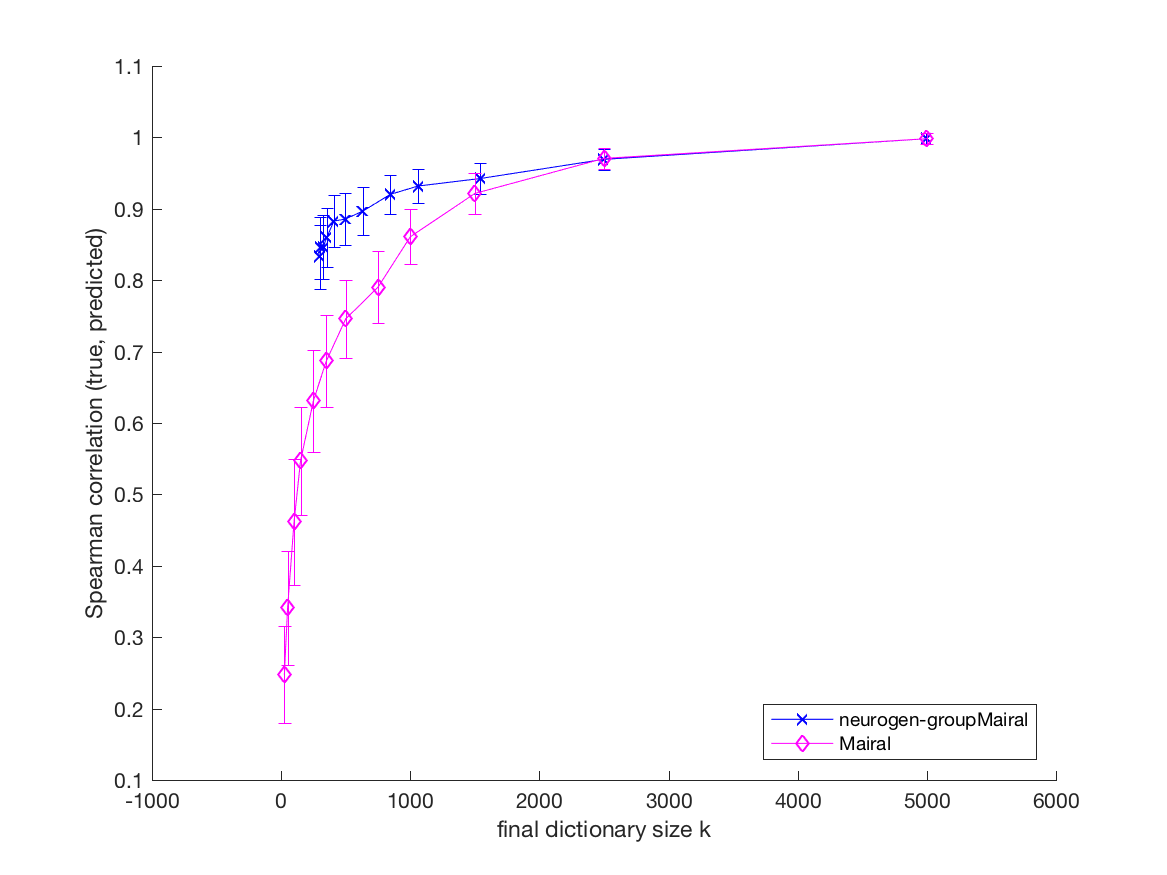 1.1
1
0.9
0.8
0.7
0.6
0.5
0.4
0.3
0.2
0.1
Spearman correlation (true, predicted)
-1000 0 1000 2000 3000 4000 5000 6000
final dictionary size k
neurogen-groupMairal
Mairal